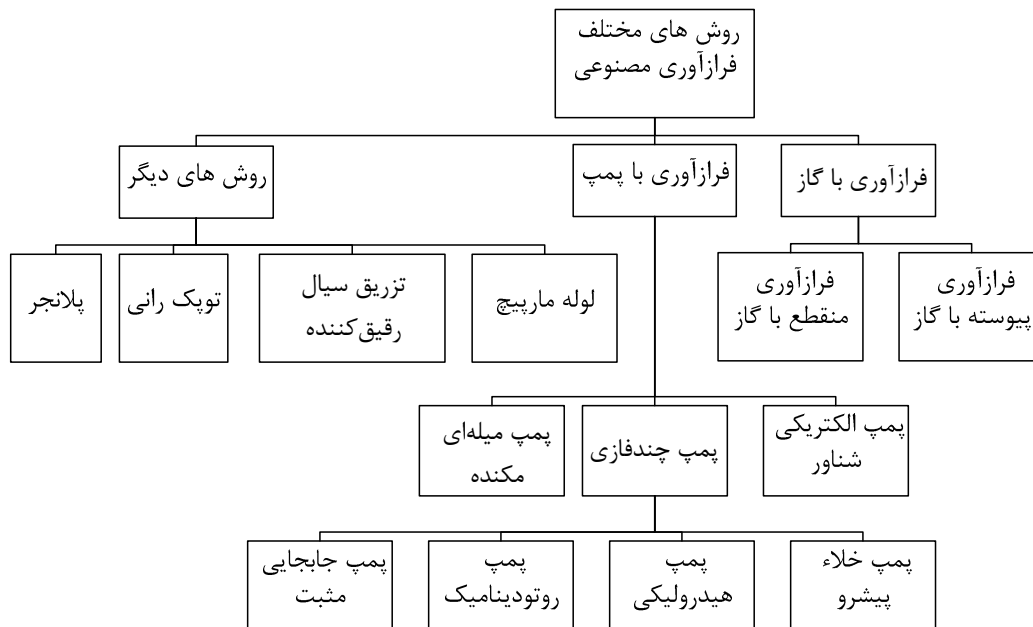 روش های مختلف
فرازآوری مصنوعی
فرازآوری با گاز
فرازآوری با پمپ
روش های دیگر
فرازآوری
پیوسته با گاز
فرازآوری
منقطع با گاز
لوله مارپیچ
تزریق سیال
رقیق‌کننده
توپک رانی
پلانجر
پمپ الکتریکی
شناور
پمپ چندفازی
پمپ میله‌ای
مکنده
پمپ خلاء
پیشرو
پمپ
هیدرولیکی
پمپ
روتودینامیک
پمپ جابجایی
مثبت